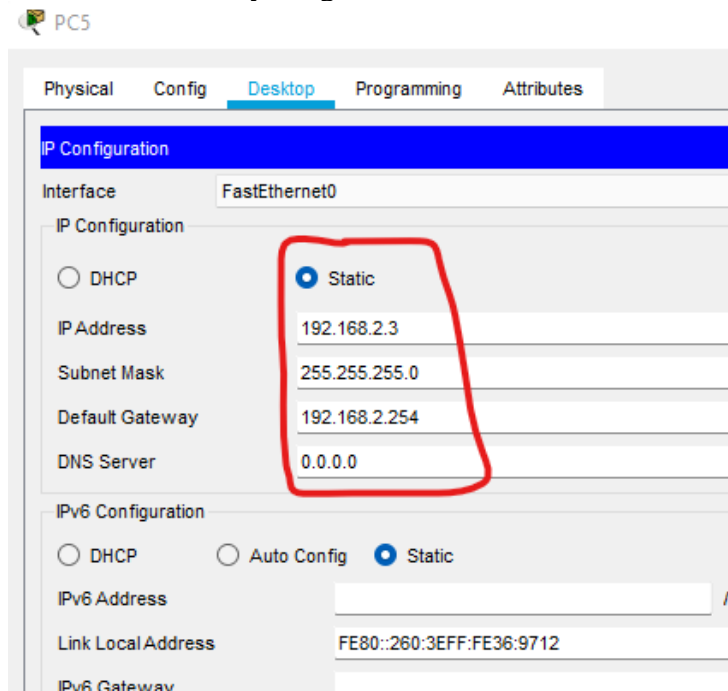 PC5
Physical Config Desktop Programming Attributes
IP Configuration
Interface FastEthernet0
IP Configuration
DHCP Static
IP Address 192.168.2.3
Subnet Mask 255.255.255.0
Default Gateway 192.168.2.254
DNS Server 0.0.0.0
IPv6 Configuration
DHCP Auto Config Static
IPv6 Address /
Link Local Address FE80::260:3EFF:FE36:9712
IPv6 Gateway